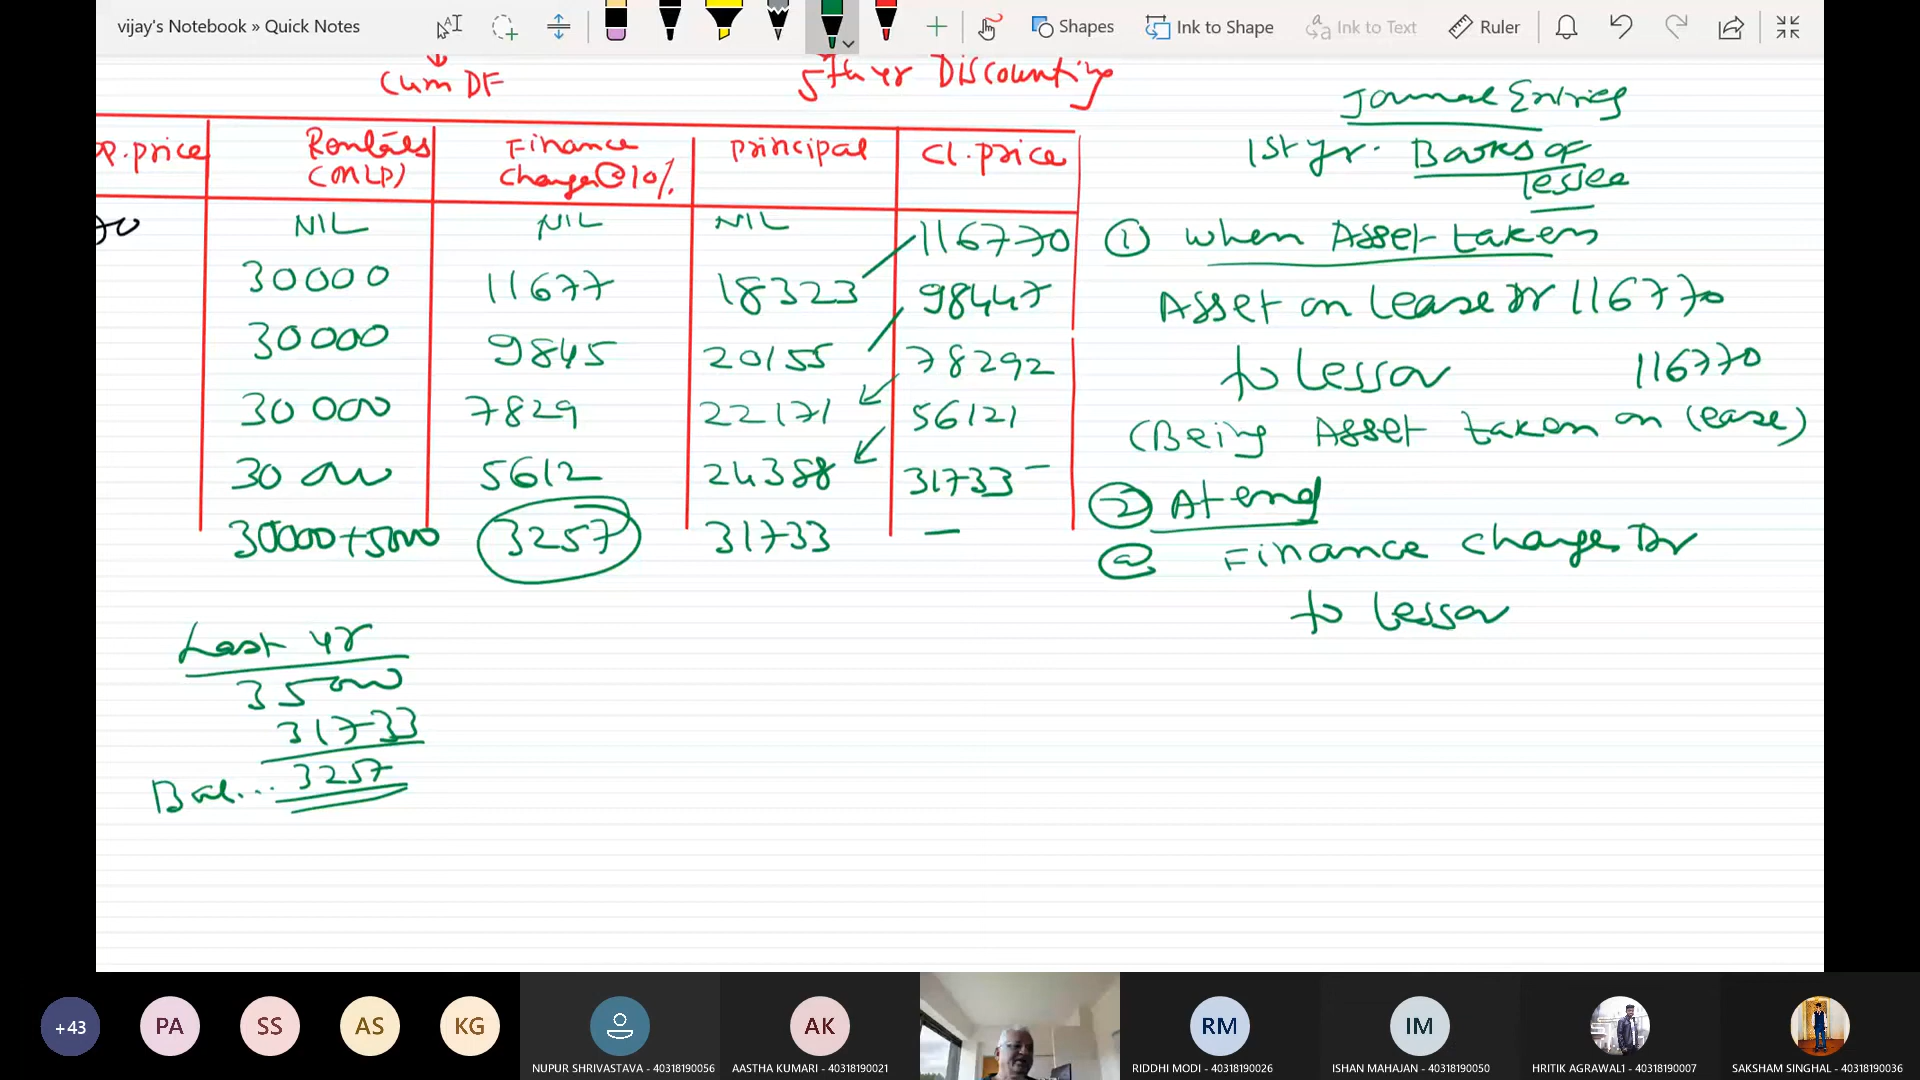 vijay's Notebook » Quick Notes
Shapes
Ink to Shape
Ink to Text
Ruler
Cum DF
5th yr Discounting
Journal Entries
1st yr. Books of
lessee
OP.price Rentals Finance Principal Cl.price
(MLP) Charges@10%
70 NIL NIL NIL 116770
30000 11677 18323 98447
30000 9845 20155 78292
30000 7829 22171 56121
30000 5612 24388 31733 –
30000+5000 3257 31733 –
① when Asset taken
Asset on Lease Dr 116770
to lessor 116770
(Being Asset taken on lease)
② At end
ⓐ Finance charges Dr
to Lessor
Last yr
35000
31733
Bal... 3257
+43
PA
SS
AS
KG
NUPUR SHRIVASTAVA - 40318190056
AK
AASTHA KUMARI - 40318190021
RM
RIDDHI MODI - 40318190026
IM
ISHAN MAHAJAN - 40318190050
HRITIK AGRAWAL1 - 40318190007
SAKSHAM SINGHAL - 40318190036